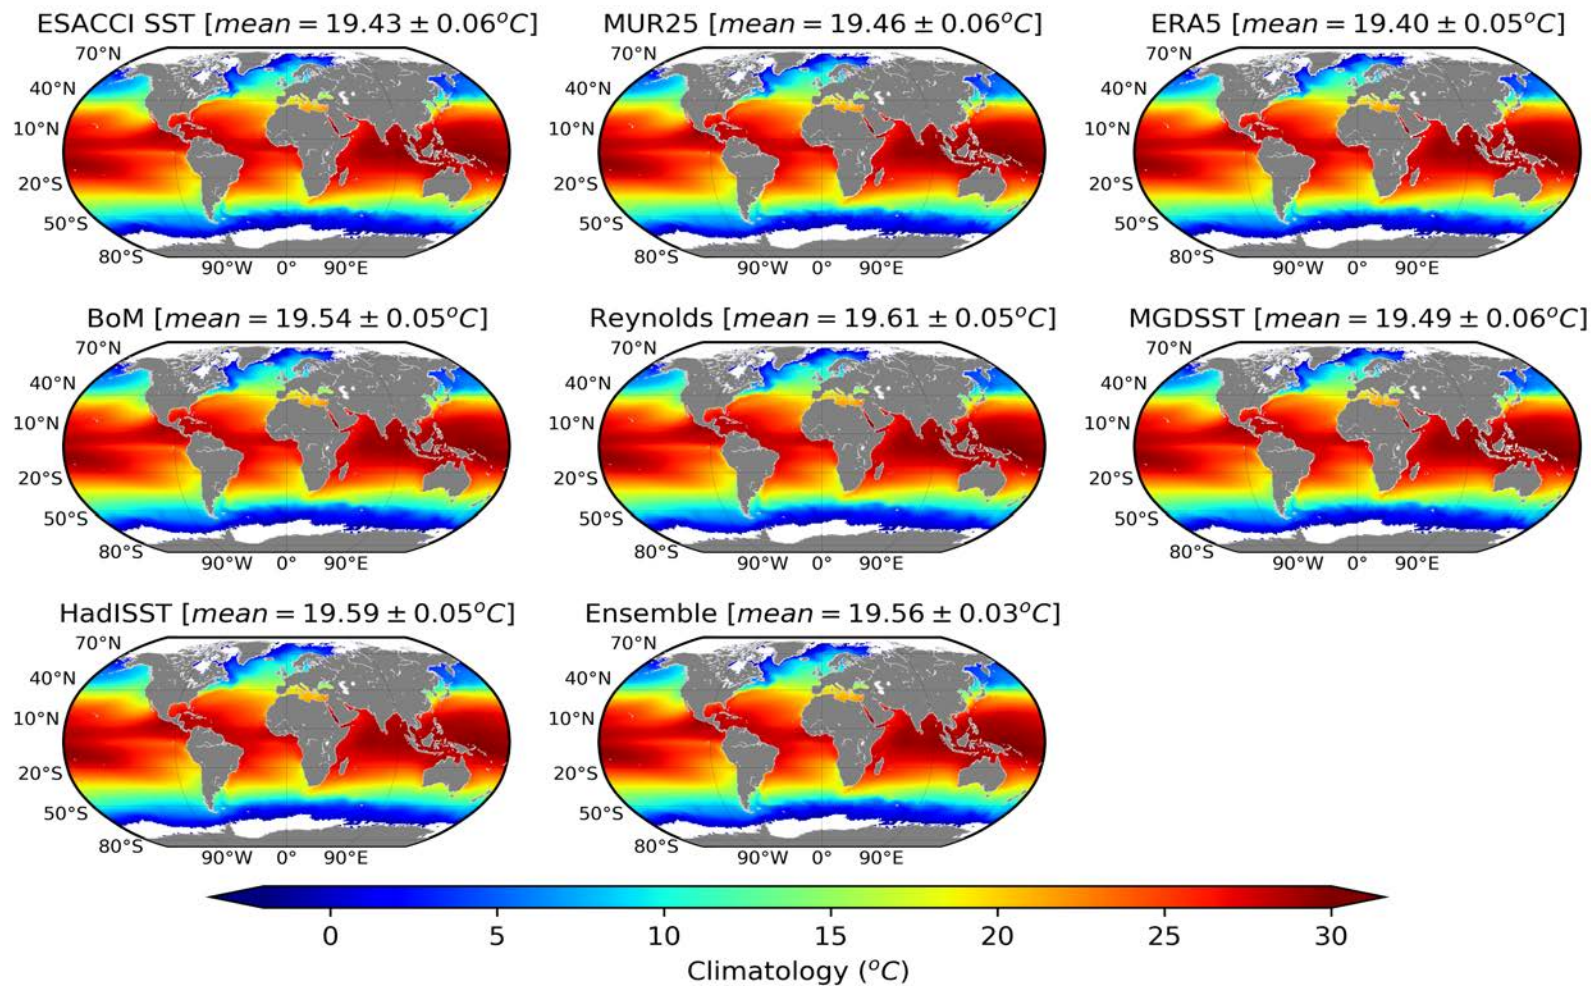 ESACCI SST [mean = 19.43 ± 0.06°C]
70°N
40°N
10°N
20°S
50°S
80°S
90°W 0° 90°E
MUR25 [mean = 19.46 ± 0.06°C]
70°N
40°N
10°N
20°S
50°S
80°S
90°W 0° 90°E
ERA5 [mean = 19.40 ± 0.05°C]
70°N
40°N
10°N
20°S
50°S
80°S
90°W 0° 90°E
BoM [mean = 19.54 ± 0.05°C]
70°N
40°N
10°N
20°S
50°S
80°S
90°W 0° 90°E
Reynolds [mean = 19.61 ± 0.05°C]
70°N
40°N
10°N
20°S
50°S
80°S
90°W 0° 90°E
MGDSST [mean = 19.49 ± 0.06°C]
70°N
40°N
10°N
20°S
50°S
80°S
90°W 0° 90°E
HadISST [mean = 19.59 ± 0.05°C]
70°N
40°N
10°N
20°S
50°S
80°S
90°W 0° 90°E
Ensemble [mean = 19.56 ± 0.03°C]
70°N
40°N
10°N
20°S
50°S
80°S
90°W 0° 90°E
0 5 10 15 20 25 30
Climatology (°C)